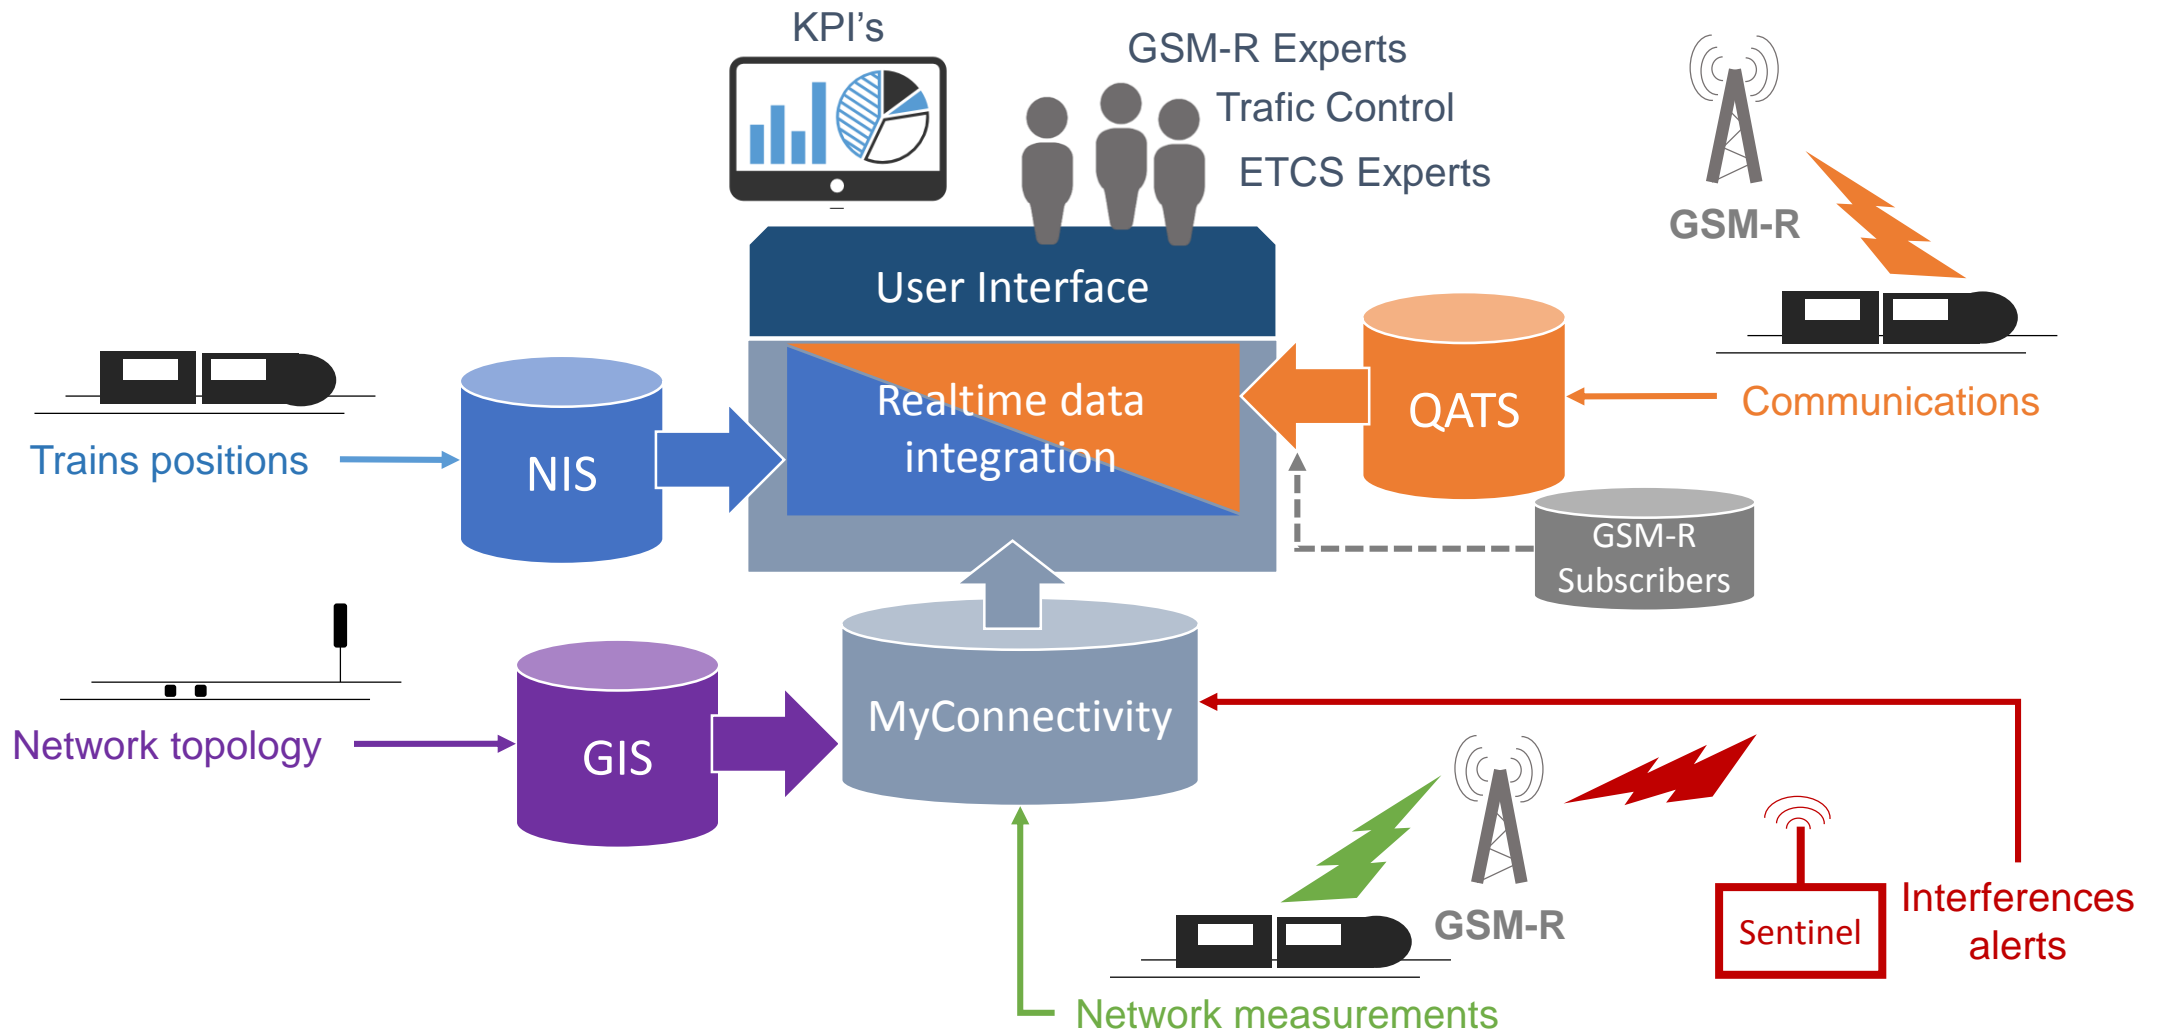 KPI's
GSM-R Experts
Trafic Control
ETCS Experts
GSM-R
User Interface
Realtime data
integration
QATS
Communications
Trains positions
NIS
GSM-R
Subscribers
Network topology
GIS
MyConnectivity
GSM-R
Sentinel
Interferences
alerts
Network measurements